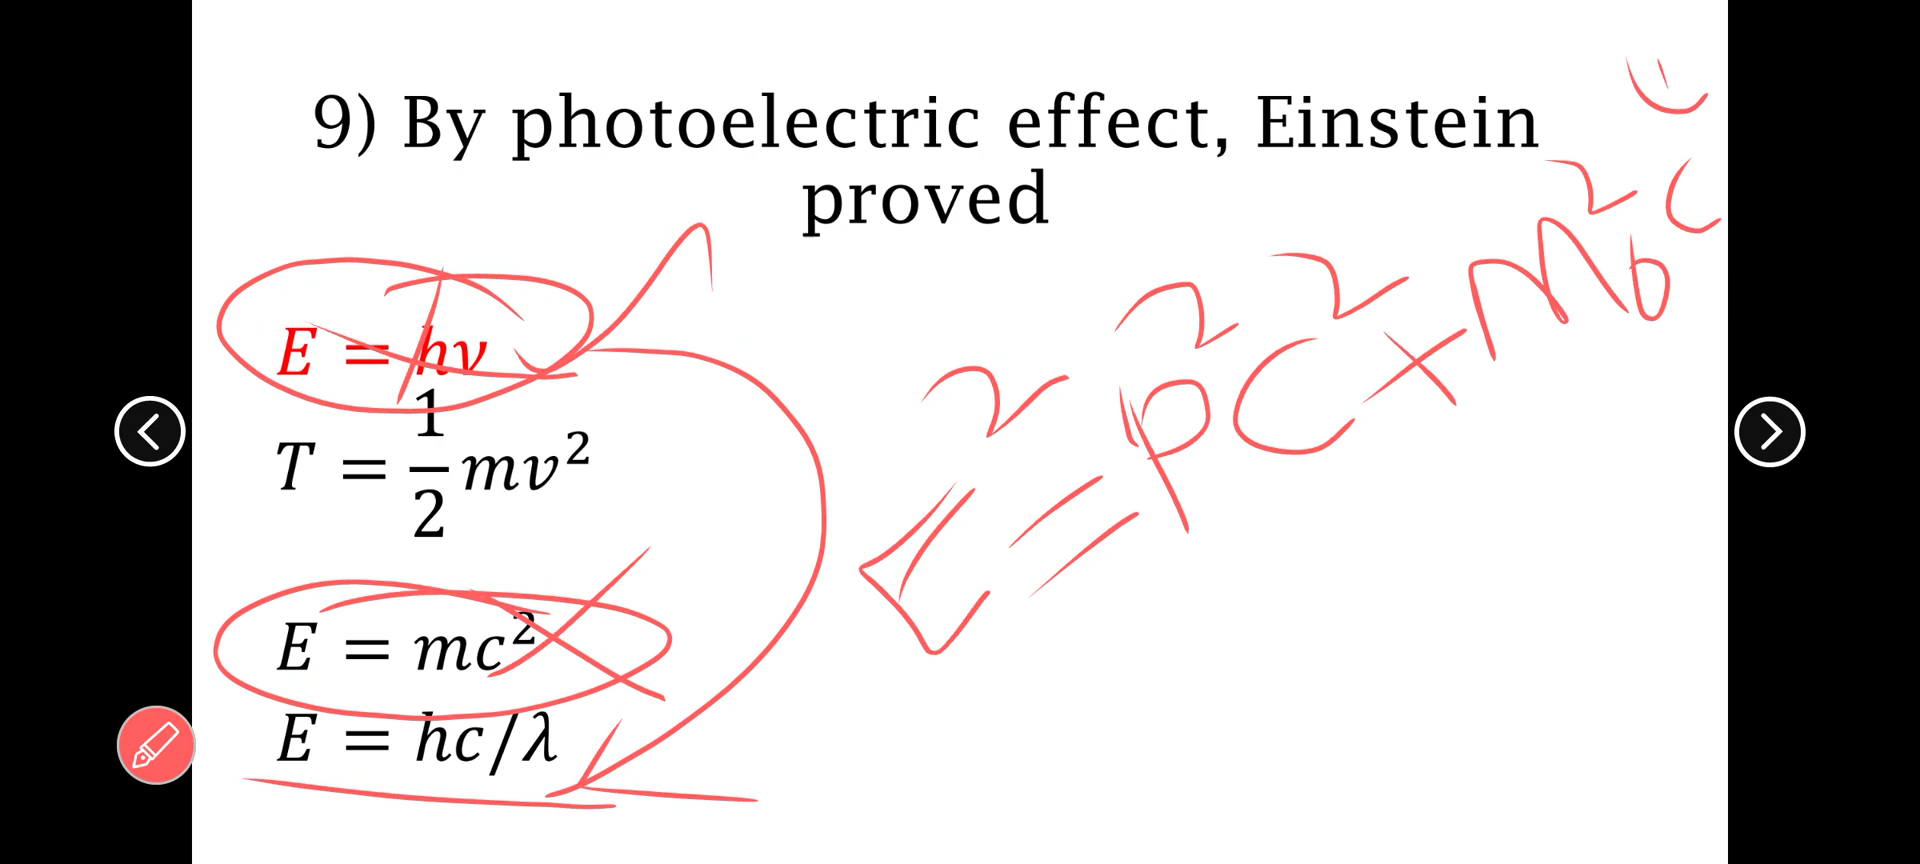 9) By photoelectric effect, Einstein
proved
E = hν
T = 1/2 mv²
E = mc²
E = hc/λ
E² = p²c² + m₀²c⁴